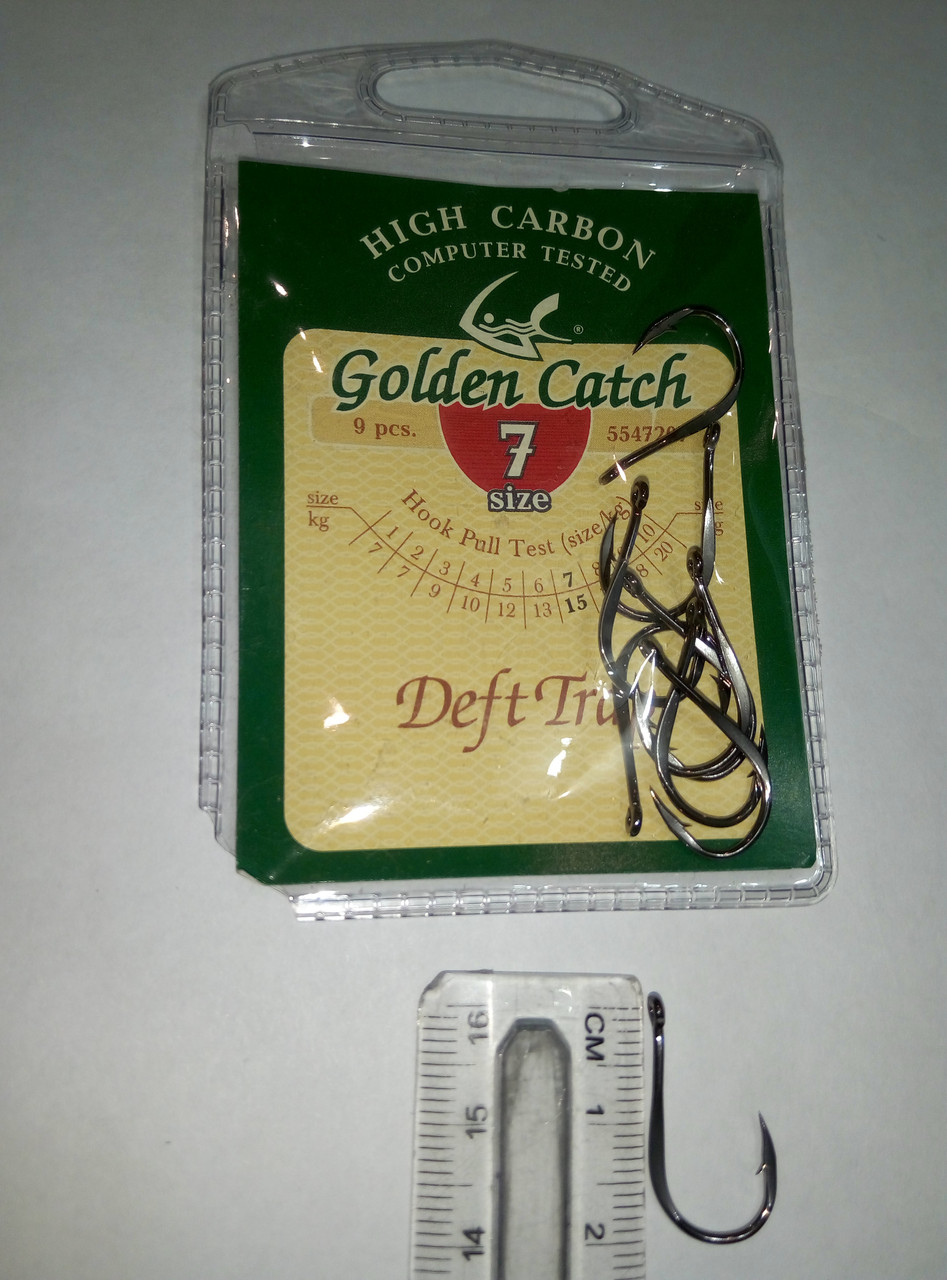 HIGH CARBON
COMPUTER TESTED
®
Golden Catch
9 pcs.
7
size
Hook Pull Test (size/kg)
size
kg
1 2 3 4 5 6 7 8 10
7 7 9 10 12 13 15 8 20
Deft
CM
16
1
15
2
14